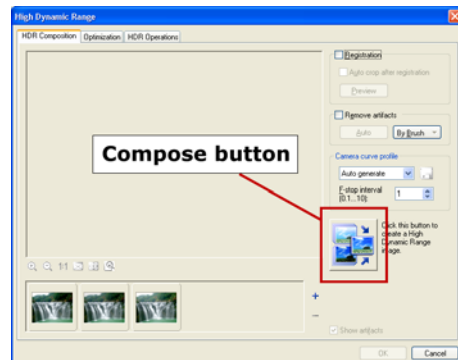 High Dynamic Range
HDR Composition
Optimization
HDR Operations
Registration
Auto crop after registration
Preview
Remove artifacts
Auto
By Brush
Compose button
Camera curve profile
Auto generate
F-stop interval
(0.1...10):
1
Click this button to
create a High
Dynamic Range
image.
1:1
+
−
Show artifacts
OK
Cancel